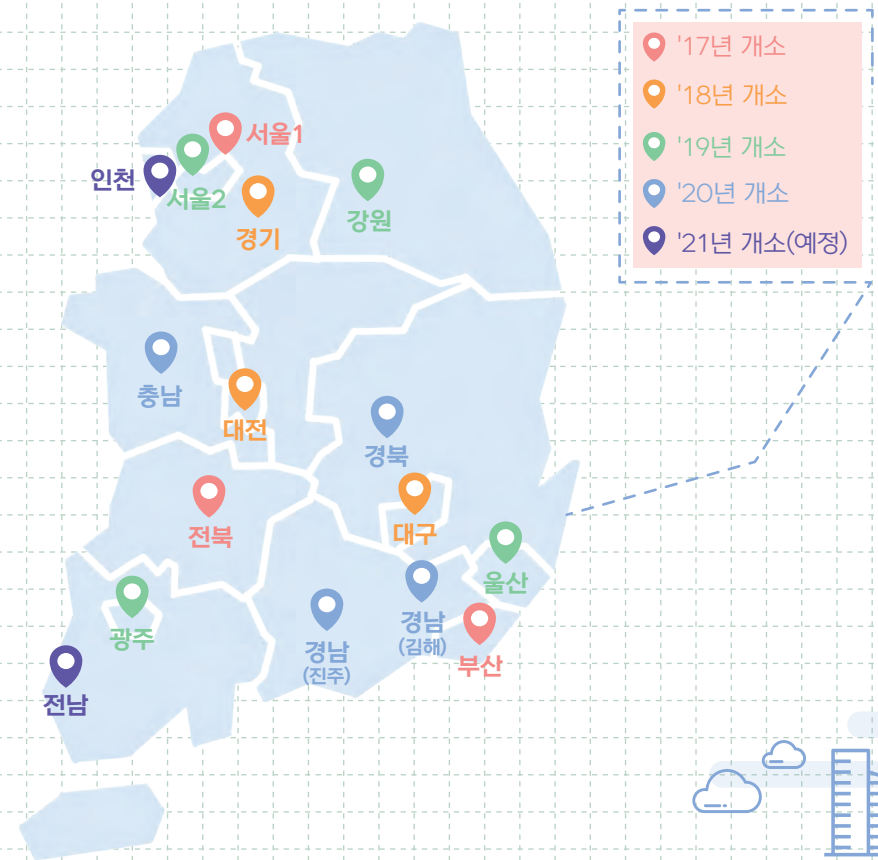 '17년 개소
'18년 개소
'19년 개소
'20년 개소
'21년 개소(예정)
서울1
인천
서울2
강원
경기
충남
대전
경북
전북
대구
울산
광주
경남
(김해)
경남
(진주)
부산
전남